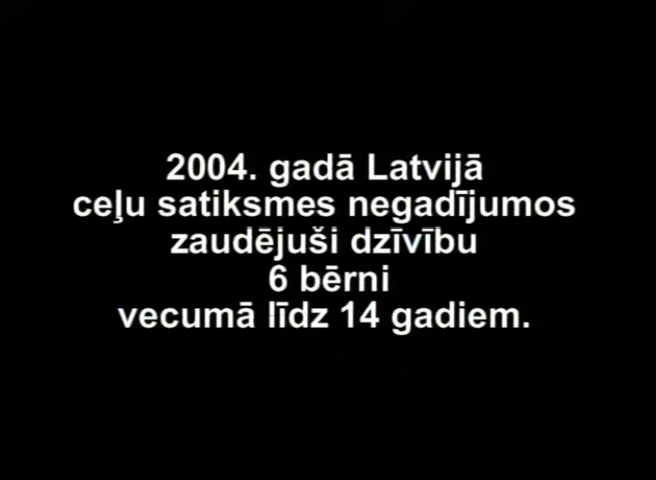 2004. gadā Latvijā
ceļu satiksmes negadījumos
zaudējuši dzīvību
6 bērni
vecumā līdz 14 gadiem.